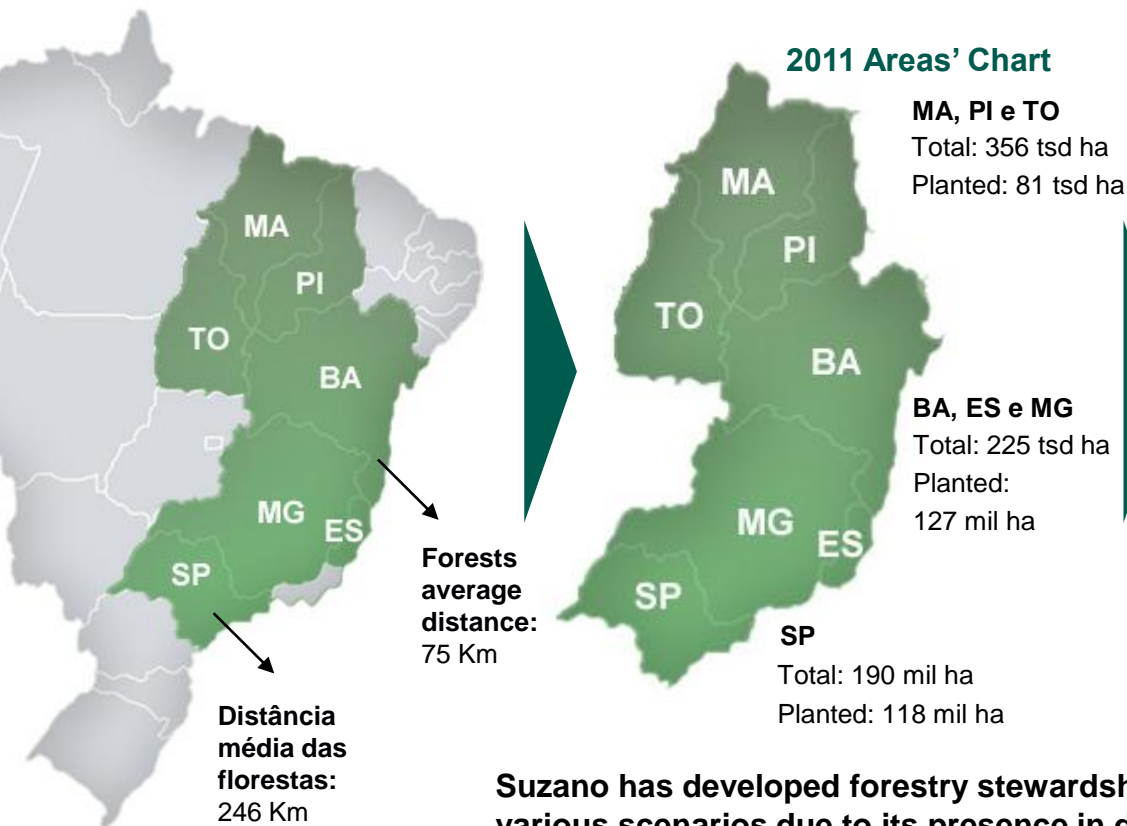 MA
PI
TO
BA
MG
ES
SP
Forests
average
distance:
75 Km
Distância
média das
florestas:
246 Km
2011 Areas’ Chart
MA
PI
TO
BA
MG
ES
SP
MA, PI e TO
Total: 356 tsd ha
Planted: 81 tsd ha
BA, ES e MG
Total: 225 tsd ha
Planted:
127 mil ha
SP
Total: 190 mil ha
Planted: 118 mil ha
Suzano has developed forestry
various scenarios due to its presence in